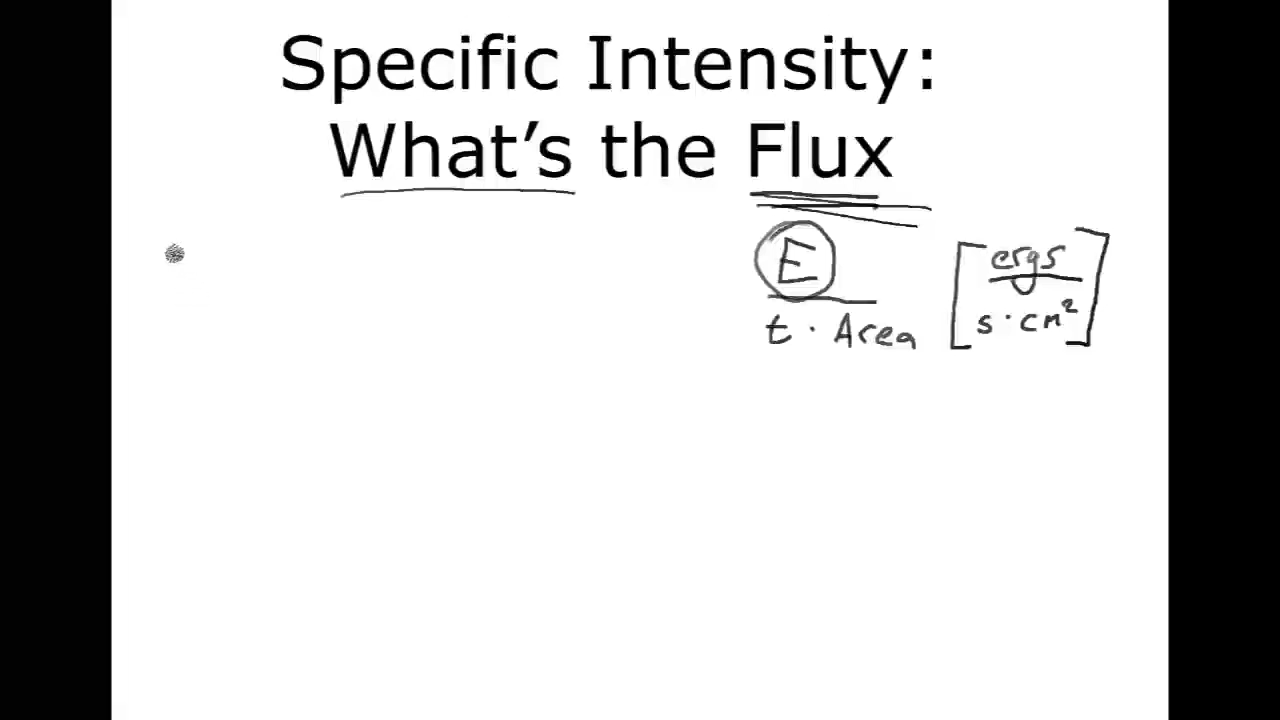 Specific Intensity:
What's the Flux
E
t · Area
ergs
s · cm²